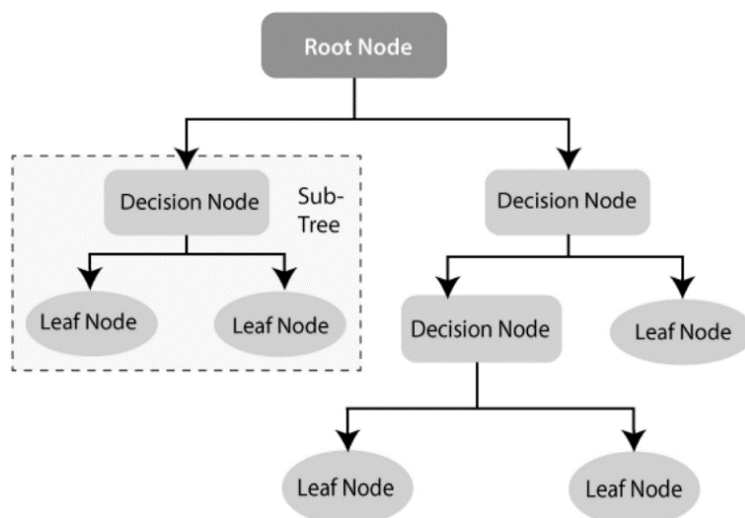 Root Node
Decision Node
Sub-
Tree
Decision Node
Leaf Node
Leaf Node
Decision Node
Leaf Node
Leaf Node
Leaf Node